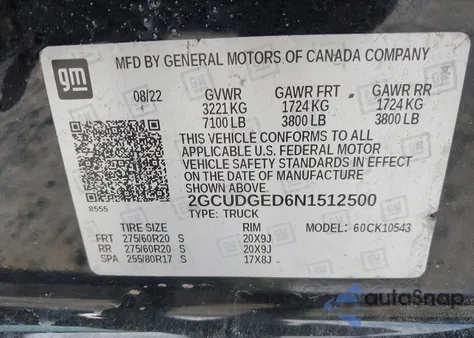 gm
MFD BY GENERAL MOTORS OF CANADA COMPANY
08/22 GVWR GAWR FRT GAWR RR
3221 KG 1724 KG 1724 KG
7100 LB 3800 LB 3800 LB
THIS VEHICLE CONFORMS TO ALL
APPLICABLE U.S. FEDERAL MOTOR
VEHICLE SAFETY STANDARDS IN EFFECT
ON THE DATE OF MANUFACTURE
SHOWN ABOVE.
2GCUDGED6N1512500
8555 TYPE: TRUCK
TIRE SIZE RIM MODEL: 60CK10543
FRT 275/60R20 S 20X9J
RR 275/60R20 S 20X9J
SPA 255/80R17 S 17X8J
autoSnap